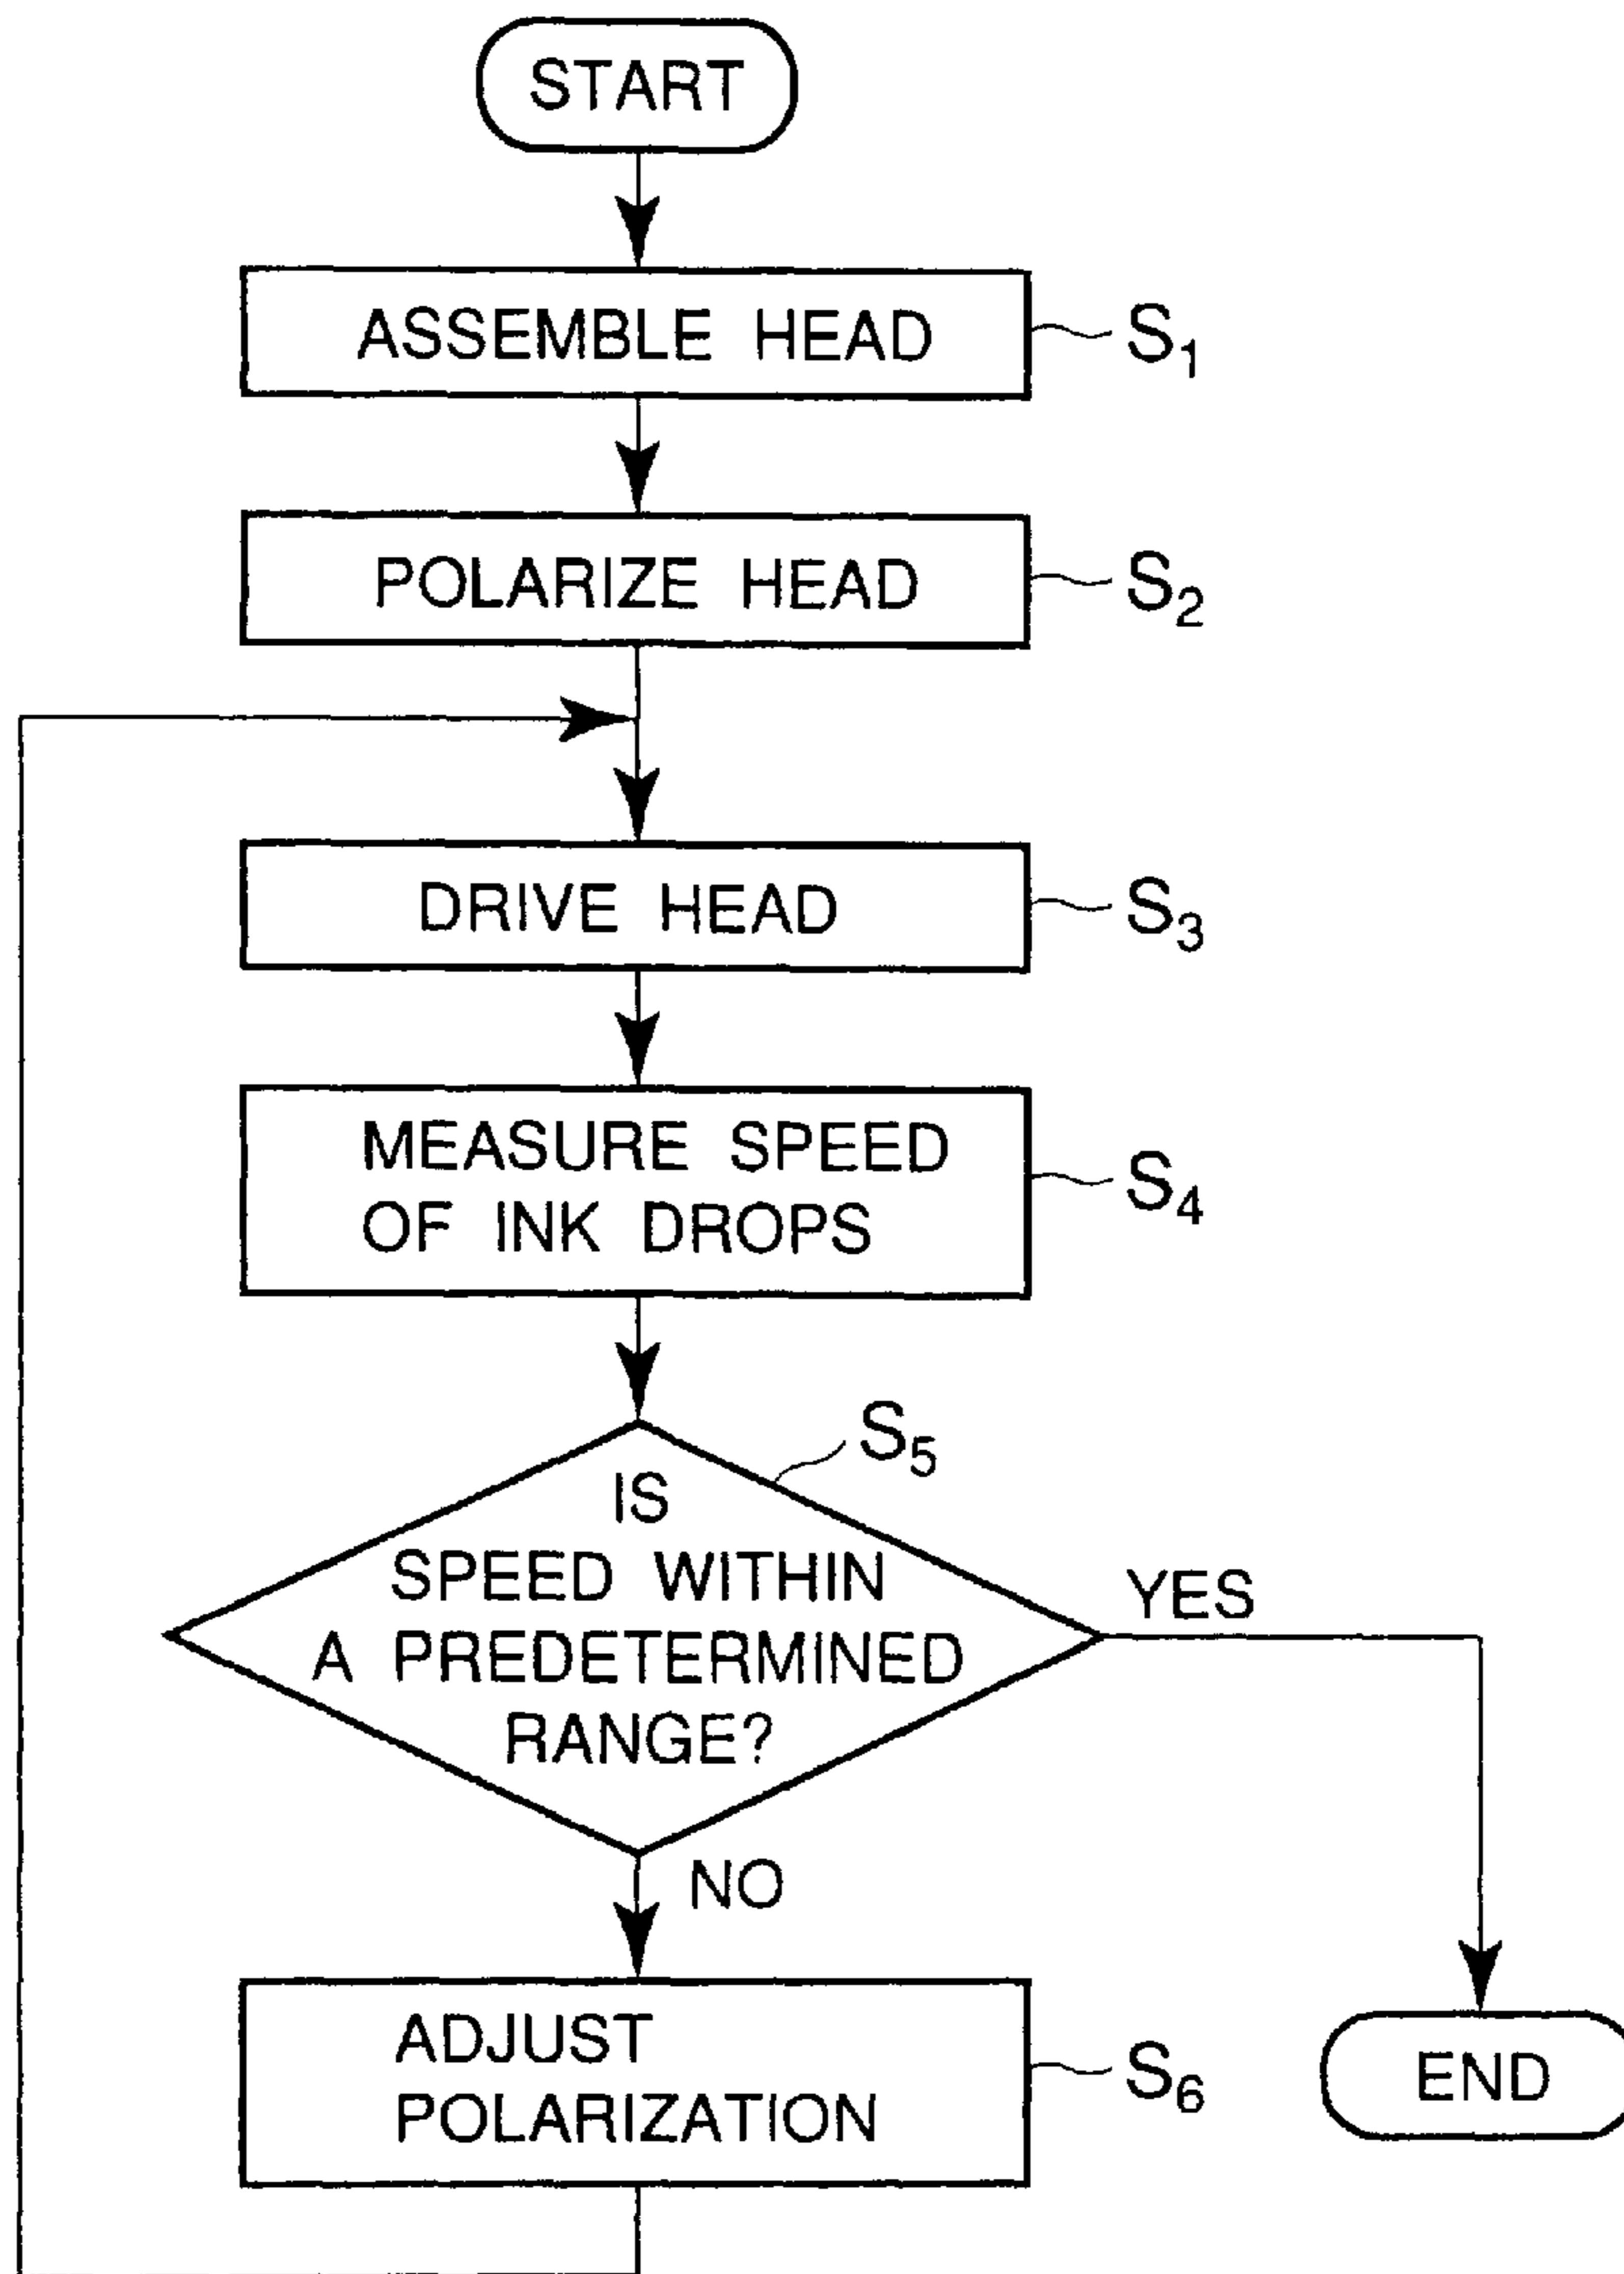 START
ASSEMBLE HEAD
S1
POLARIZE HEAD
S2
DRIVE HEAD
S3
MEASURE SPEED
OF INK DROPS
S4
S5
IS
SPEED WITHIN
A PREDETERMINED
RANGE?
YES
NO
ADJUST
POLARIZATION
S6
END